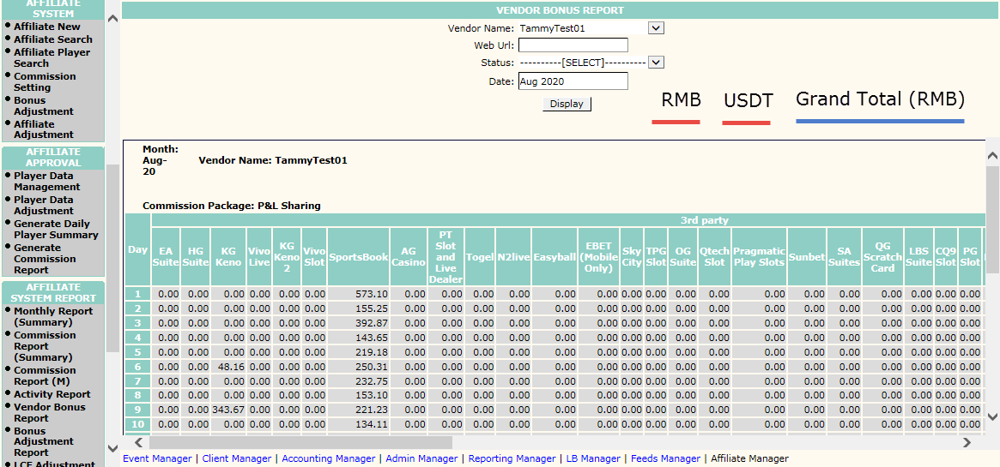 AFFILIATE
SYSTEM
Affiliate New
Affiliate Search
Affiliate Player
Search
Commission
Setting
Bonus
Adjustment
Affiliate
Adjustment
AFFILIATE
APPROVAL
Player Data
Management
Player Data
Adjustment
Generate Daily
Player Summary
Generate
Commission
Report
AFFILIATE
SYSTEM REPORT
Monthly Report
(Summary)
Commission
Report
(Summary)
Commission
Report (M)
Activity Report
Vendor Bonus
Report
Bonus
Adjustment
Report
LCE Adjustment
VENDOR BONUS REPORT
Vendor Name: TammyTest01
Web Url:
Status: ----------[SELECT]----------
Date: Aug 2020
Display
RMB USDT Grand Total (RMB)
Month:
Aug-
20
Vendor Name: TammyTest01
Commission Package: P&L Sharing
3rd party
Day EA Suite HG Suite KG Keno Vivo Live KG Keno 2 Vivo Slot SportsBook AG Casino PT Slot and Live Dealer Togel N2live Easyball EBET (Mobile Only) Sky City TPG Slot OG Suite Qtech Slot Pragmatic Play Slots Sunbet SA Suites QG Scratch Card LBS Suite CQ9 Slot PG Slot
1 0.00 0.00 0.00 0.00 0.00 0.00 573.10 0.00 0.00 0.00 0.00 0.00 0.00 0.00 0.00 0.00 0.00 0.00 0.00 0.00 0.00 0.00 0.00 0.00
2 0.00 0.00 0.00 0.00 0.00 0.00 155.25 0.00 0.00 0.00 0.00 0.00 0.00 0.00 0.00 0.00 0.00 0.00 0.00 0.00 0.00 0.00 0.00 0.00
3 0.00 0.00 0.00 0.00 0.00 0.00 392.87 0.00 0.00 0.00 0.00 0.00 0.00 0.00 0.00 0.00 0.00 0.00 0.00 0.00 0.00 0.00 0.00 0.00
4 0.00 0.00 0.00 0.00 0.00 0.00 143.65 0.00 0.00 0.00 0.00 0.00 0.00 0.00 0.00 0.00 0.00 0.00 0.00 0.00 0.00 0.00 0.00 0.00
5 0.00 0.00 0.00 0.00 0.00 0.00 219.18 0.00 0.00 0.00 0.00 0.00 0.00 0.00 0.00 0.00 0.00 0.00 0.00 0.00 0.00 0.00 0.00 0.00
6 0.00 0.00 48.16 0.00 0.00 0.00 250.31 0.00 0.00 0.00 0.00 0.00 0.00 0.00 0.00 0.00 0.00 0.00 0.00 0.00 0.00 0.00 0.00 0.00
7 0.00 0.00 0.00 0.00 0.00 0.00 232.75 0.00 0.00 0.00 0.00 0.00 0.00 0.00 0.00 0.00 0.00 0.00 0.00 0.00 0.00 0.00 0.00 0.00
8 0.00 0.00 0.00 0.00 0.00 0.00 153.10 0.00 0.00 0.00 0.00 0.00 0.00 0.00 0.00 0.00 0.00 0.00 0.00 0.00 0.00 0.00 0.00 0.00
9 0.00 0.00 343.67 0.00 0.00 0.00 221.23 0.00 0.00 0.00 0.00 0.00 0.00 0.00 0.00 0.00 0.00 0.00 0.00 0.00 0.00 0.00 0.00 0.00
10 0.00 0.00 0.00 0.00 0.00 0.00 134.11 0.00 0.00 0.00 0.00 0.00 0.00 0.00 0.00 0.00 0.00 0.00 0.00 0.00 0.00 0.00 0.00 0.00
Event Manager | Client Manager | Accounting Manager | Admin Manager | Reporting Manager | LB Manager | Feeds Manager | Affiliate Manager